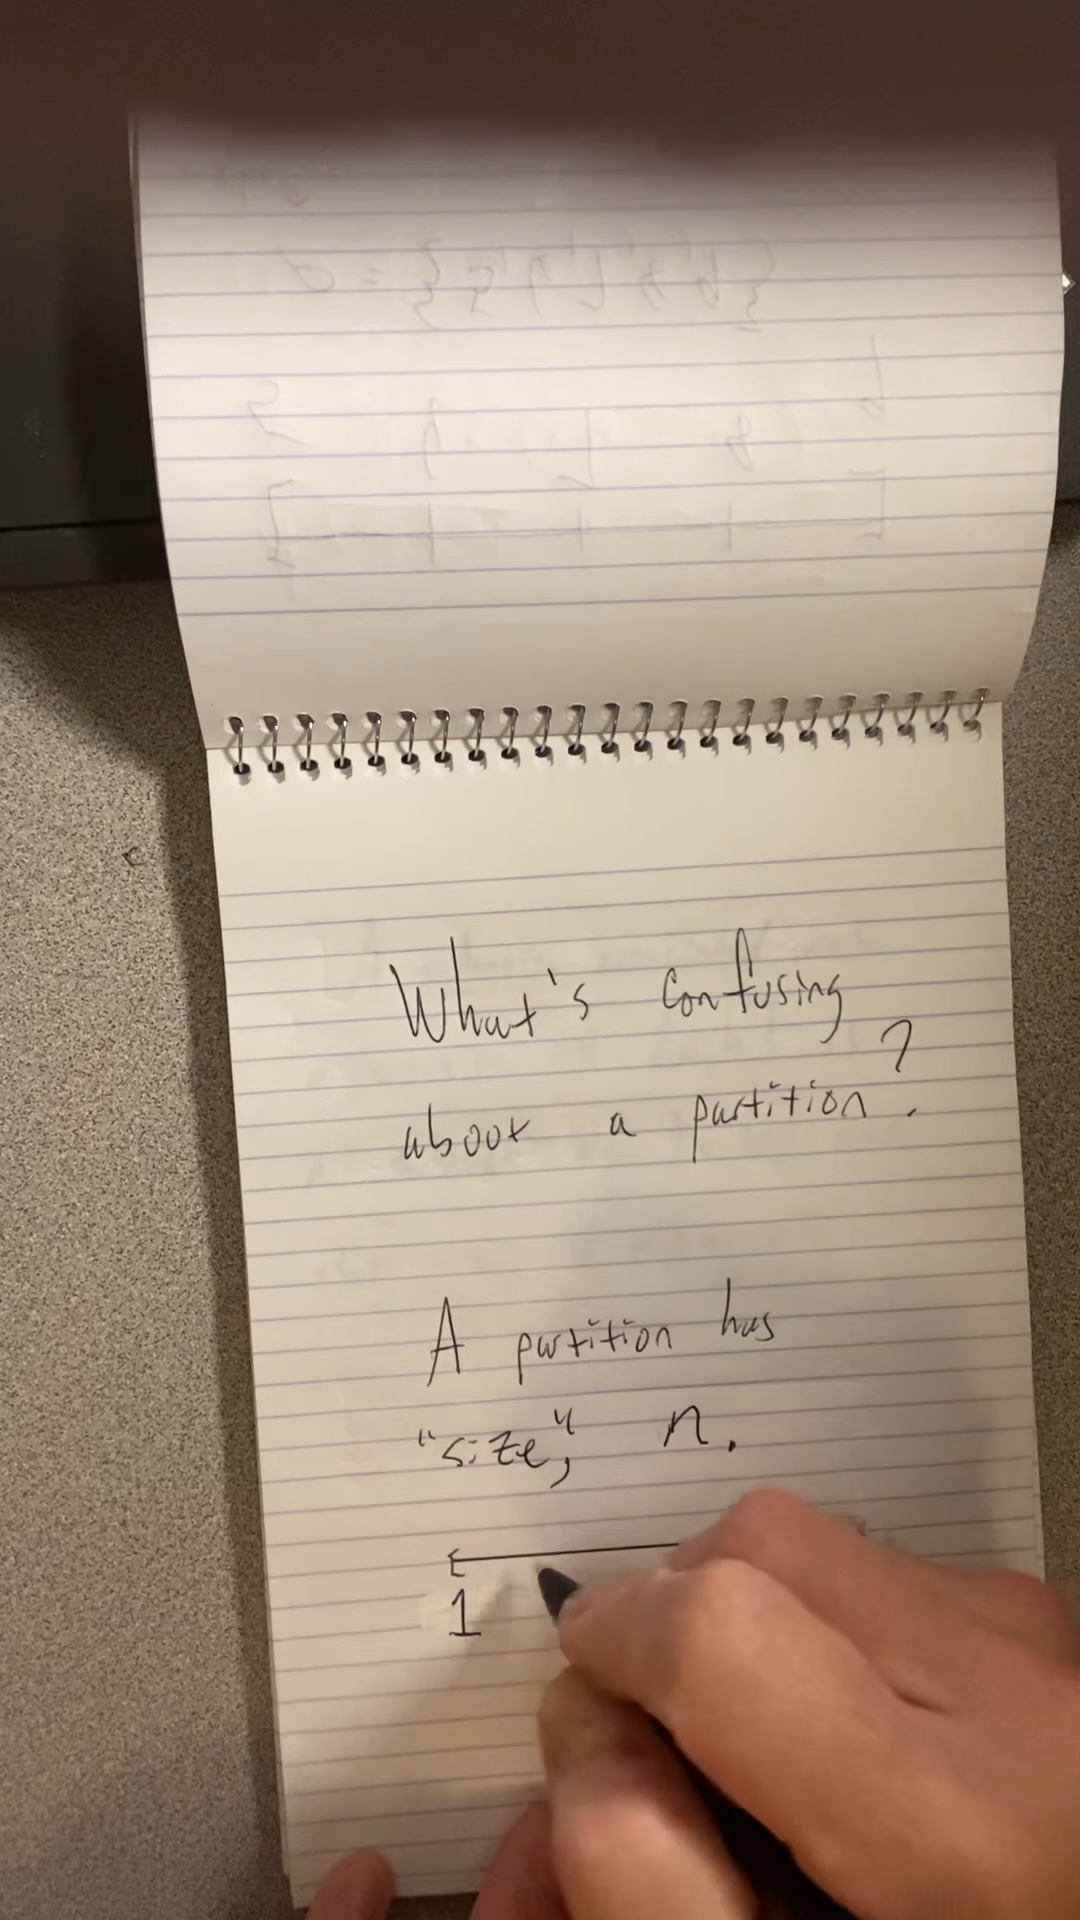 What's confusing
about a partition?
A partition has
"size," n.
1